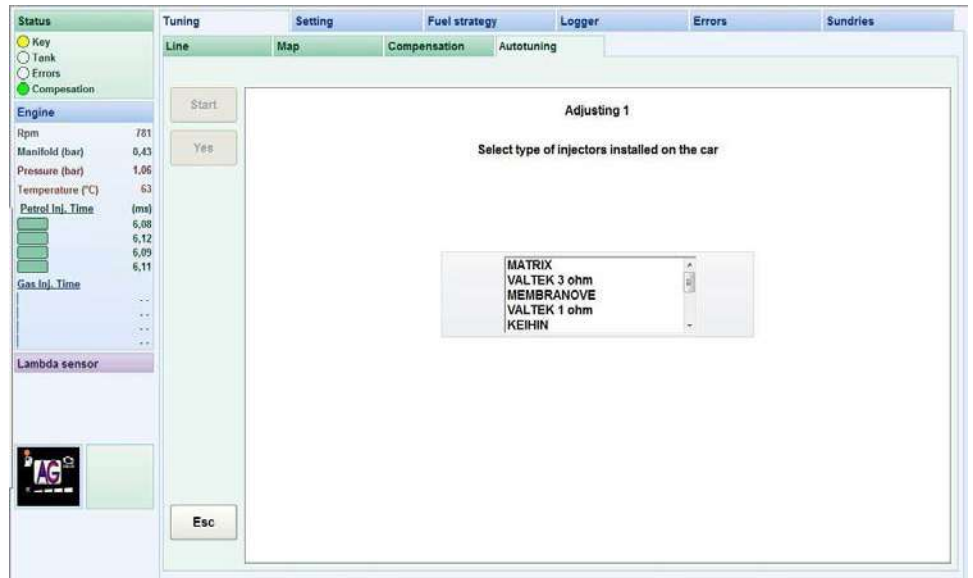 Status
Key
Tank
Errors
Compesation
Engine
Rpm 781
Manifold (bar) 0,43
Pressure (bar) 1,06
Temperature (°C) 63
Petrol Inj. Time (ms)
6,08
6,12
6,09
6,11
Gas Inj. Time
- -
- -
- -
- -
Lambda sensor
AG
Tuning Setting Fuel strategy Logger Errors Sundries
Line Map Compensation Autotuning
Start
Yes
Esc
Adjusting 1
Select type of injectors installed on the car
MATRIX
VALTEK 3 ohm
MEMBRANOVE
VALTEK 1 ohm
KEIHIN